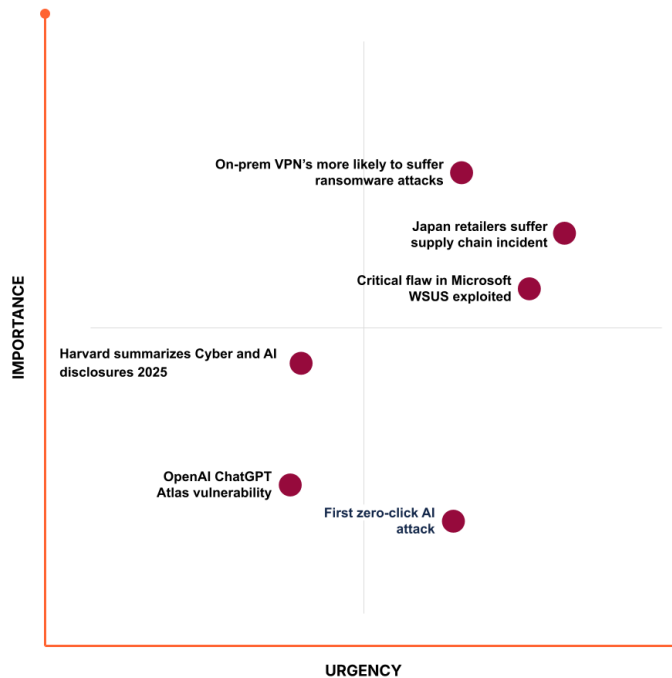 On-prem VPN’s more likely to suffer
ransomware attacks
Japan retailers suffer
supply chain incident
Critical flaw in Microsoft
WSUS exploited
IMPORTANCE
Harvard summarizes Cyber and AI
disclosures 2025
OpenAI ChatGPT
Atlas vulnerability
First zero-click AI
attack
URGENCY